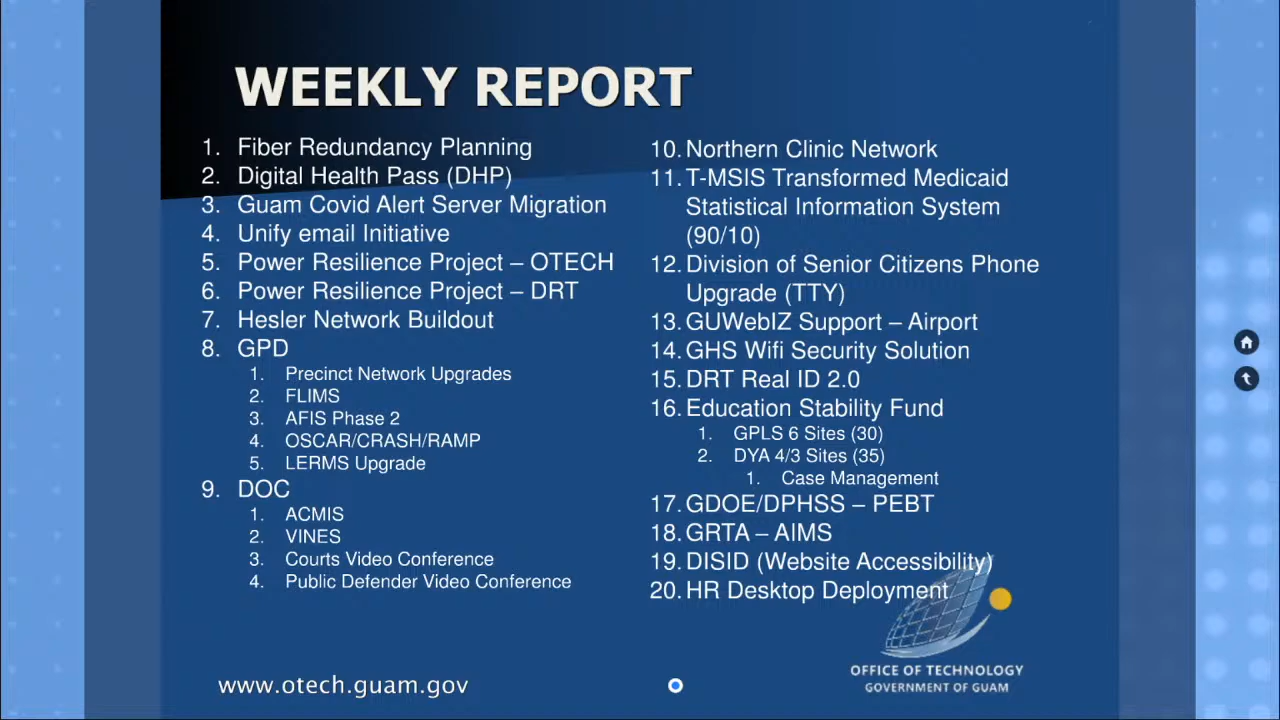 WEEKLY REPORT
1. Fiber Redundancy Planning
2. Digital Health Pass (DHP)
3. Guam Covid Alert Server Migration
4. Unify email Initiative
5. Power Resilience Project – OTECH
6. Power Resilience Project – DRT
7. Hesler Network Buildout
8. GPD
1. Precinct Network Upgrades
2. FLIMS
3. AFIS Phase 2
4. OSCAR/CRASH/RAMP
5. LERMS Upgrade
9. DOC
1. ACMIS
2. VINES
3. Courts Video Conference
4. Public Defender Video Conference
10. Northern Clinic Network
11. T-MSIS Transformed Medicaid
Statistical Information System
(90/10)
12. Division of Senior Citizens Phone
Upgrade (TTY)
13. GUWebIZ Support – Airport
14. GHS Wifi Security Solution
15. DRT Real ID 2.0
16. Education Stability Fund
1. GPLS 6 Sites (30)
2. DYA 4/3 Sites (35)
1. Case Management
17. GDOE/DPHSS – PEBT
18. GRTA – AIMS
19. DISID (Website Accessibility)
20. HR Desktop Deployment
www.otech.guam.gov
OFFICE OF TECHNOLOGY
GOVERNMENT OF GUAM